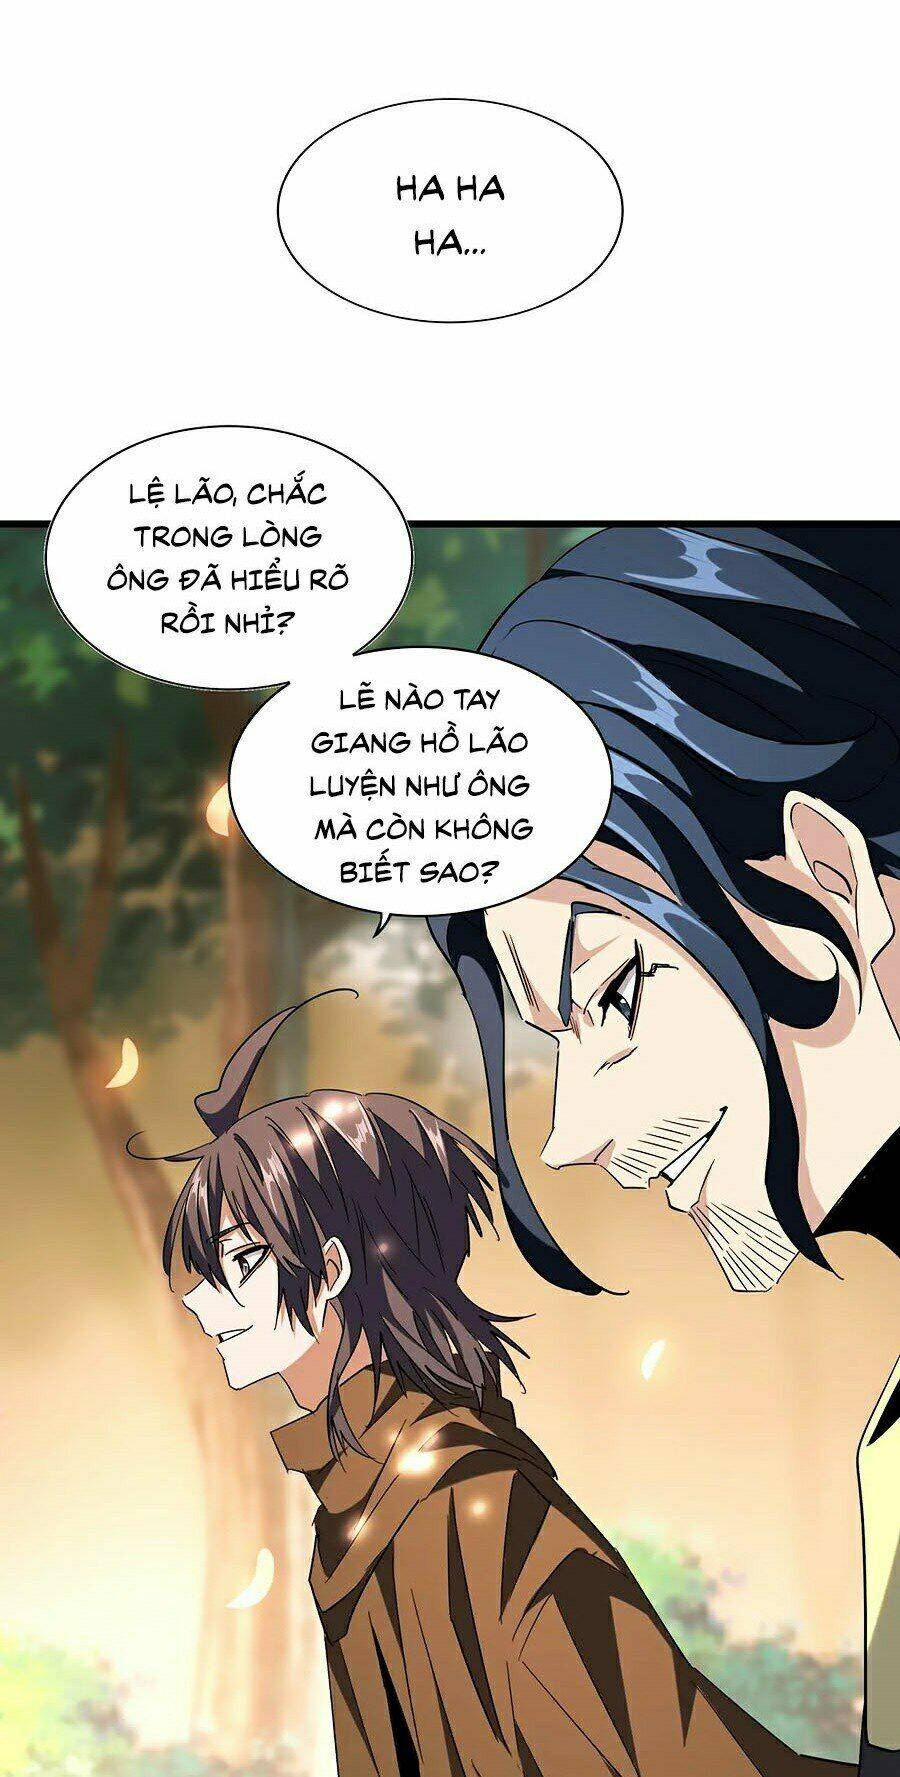 HA HA
HA...
LỆ LÃO, CHẮC
TRONG LÒNG
ÔNG ĐÃ HIỂU RÕ
RỒI NHỈ?
LẼ NÀO TAY
GIANG HỒ LÃO
LUYỆN NHƯ ÔNG
MÀ CÒN KHÔNG
BIẾT SAO?